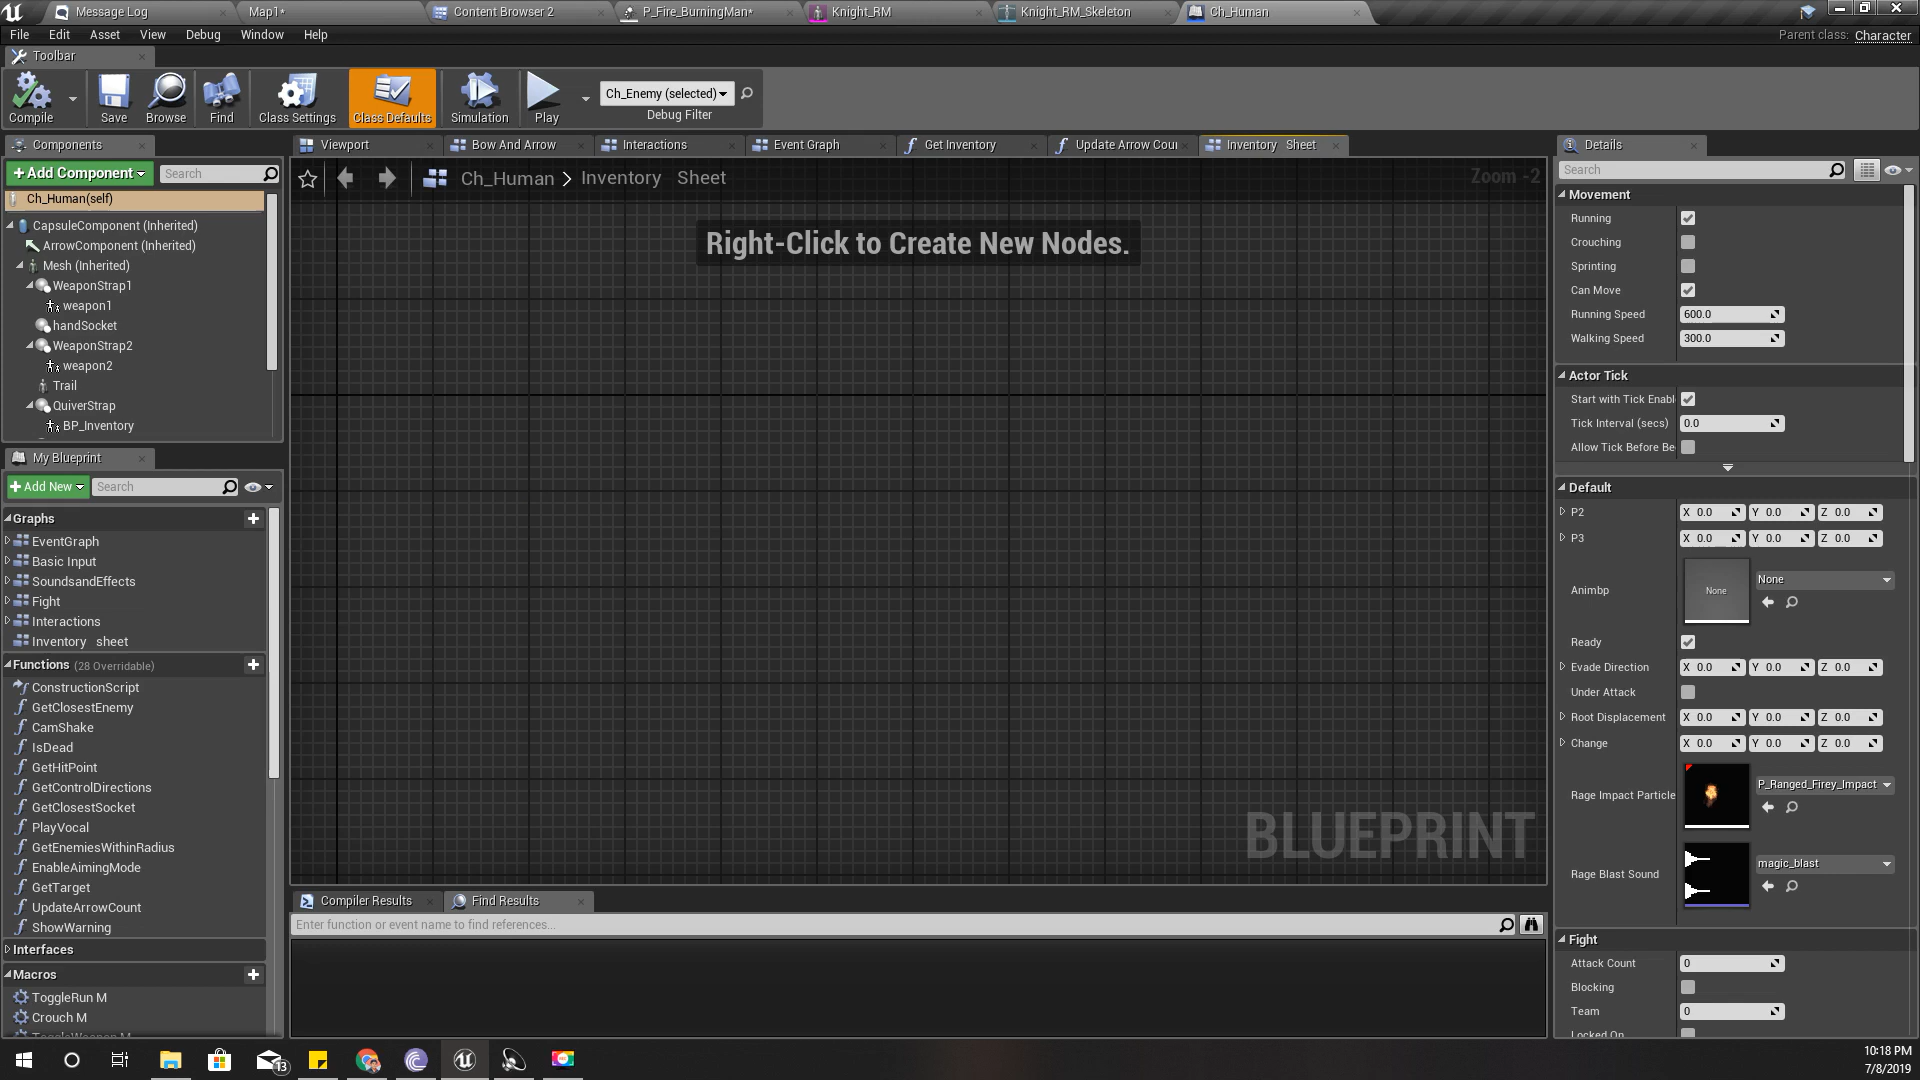 Message Log
Map1*
Content Browser 2
P_Fire_BurningMan*
Knight_RM
Knight_RM_Skeleton
Ch_Human
File Edit Asset View Debug Window Help
Parent class: Character
Toolbar
Compile
Save
Browse
Find
Class Settings
Class Defaults
Simulation
Play
Ch_Enemy (selected)
Debug Filter
Components
+Add Component
Search
Ch_Human(self)
CapsuleComponent (Inherited)
ArrowComponent (Inherited)
Mesh (Inherited)
WeaponStrap1
weapon1
handSocket
WeaponStrap2
weapon2
Trail
QuiverStrap
BP_Inventory
My Blueprint
+Add New
Search
Graphs
EventGraph
Basic Input
SoundsandEffects
Fight
Interactions
Inventory sheet
Functions (28 Overridable)
ConstructionScript
GetClosestEnemy
CamShake
IsDead
GetHitPoint
GetControlDirections
GetClosestSocket
PlayVocal
GetEnemiesWithinRadius
EnableAimingMode
GetTarget
UpdateArrowCount
ShowWarning
Interfaces
Macros
ToggleRun M
Crouch M
ToggleWeapon M
Viewport
Bow And Arrow
Interactions
Event Graph
Get Inventory
Update Arrow Cou
Inventory Sheet
Ch_Human > Inventory Sheet
Zoom -2
Right-Click to Create New Nodes.
BLUEPRINT
Compiler Results
Find Results
Enter function or event name to find references...
Details
Search
Movement
Running
Crouching
Sprinting
Can Move
Running Speed 600.0
Walking Speed 300.0
Actor Tick
Start with Tick Enabl
Tick Interval (secs) 0.0
Allow Tick Before Be
Default
P2 X 0.0 Y 0.0 Z 0.0
P3 X 0.0 Y 0.0 Z 0.0
Animbp None None
Ready
Evade Direction X 0.0 Y 0.0 Z 0.0
Under Attack
Root Displacement X 0.0 Y 0.0 Z 0.0
Change X 0.0 Y 0.0 Z 0.0
Rage Impact Particle P_Ranged_Firey_Impact
Rage Blast Sound magic_blast
Fight
Attack Count 0
Blocking
Team 0
Locked On
13
10:18 PM
7/8/2019